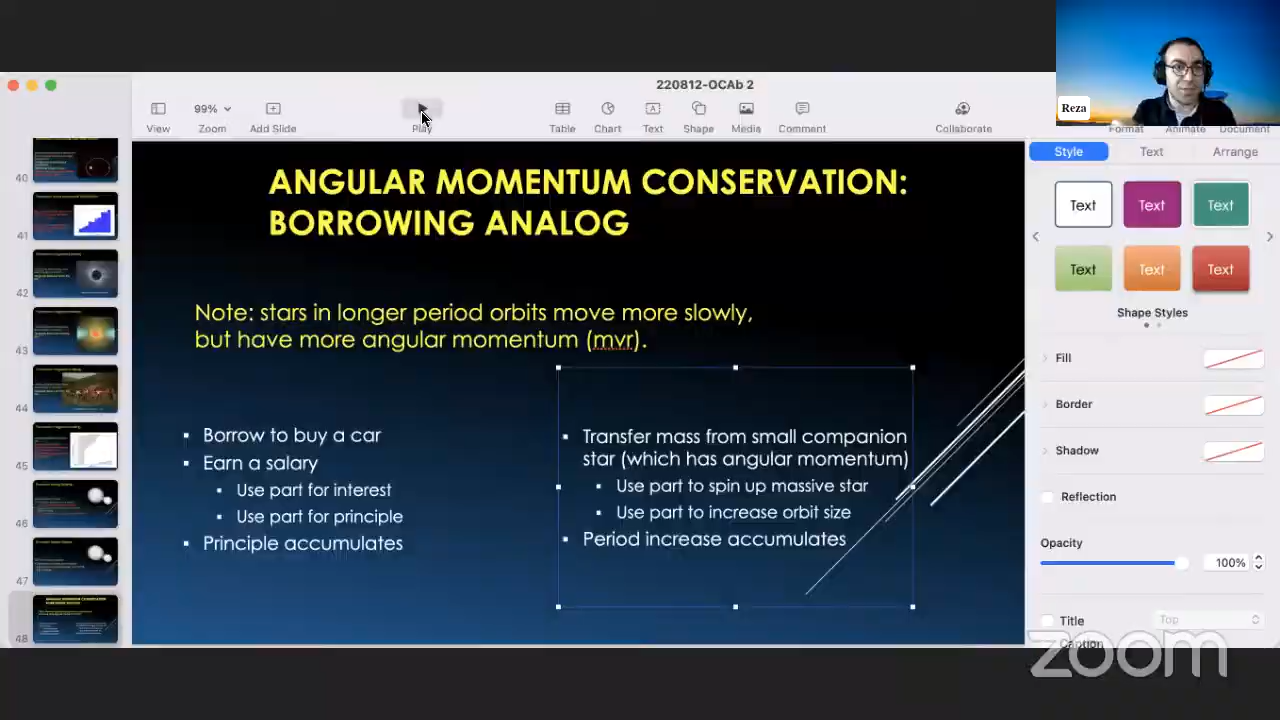 220812-OCAb 2
Reza
99%
View
Zoom
Add Slide
Play
Table
Chart
Text
Shape
Media
Comment
Collaborate
Format
Animate
Document
Style
Text
Arrange
40
41
42
43
44
45
46
47
48
ANGULAR MOMENTUM CONSERVATION:
BORROWING ANALOG
Note: stars in longer period orbits move more slowly,
but have more angular momentum (mvr).
▪ Borrow to buy a car
▪ Earn a salary
▪ Use part for interest
▪ Use part for principle
▪ Principle accumulates
▪ Transfer mass from small companion
star (which has angular momentum)
▪ Use part to spin up massive star
▪ Use part to increase orbit size
▪ Period increase accumulates
Text
Text
Text
Text
Text
Text
Shape Styles
Fill
Border
Shadow
Reflection
Opacity
100%
Title
Top
Caption
zoom